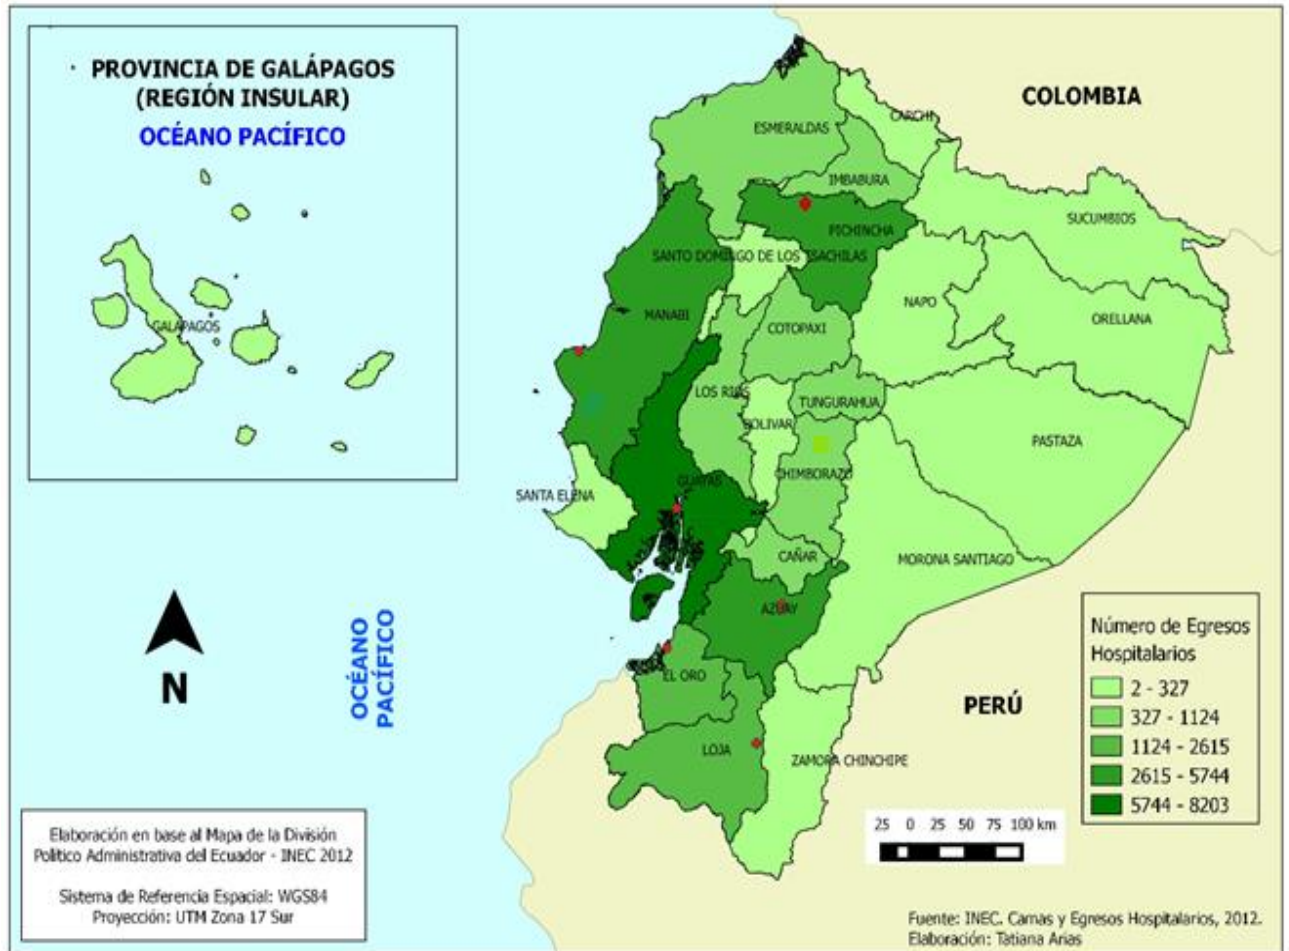 PROVINCIA DE GALÁPAGOS
(REGIÓN INSULAR)
OCÉANO PACÍFICO
GALAPAGOS
COLOMBIA
ESMERALDAS
CARCHI
IMBABURA
SUCUMBIOS
PICHINCHA
SANTO DOMINGO DE LOS TSACHILAS
NAPO
ORELLANA
MANABI
COTOPAXI
LOS RIOS
TUNGURAHUA
BOLIVAR
PASTAZA
CHIMBORAZO
GUAYAS
SANTA ELENA
CAÑAR
MORONA SANTIAGO
AZUAY
EL ORO
LOJA
ZAMORA CHINCHIPE
PERÚ
OCÉANO
PACÍFICO
N
Número de Egresos
Hospitalarios
2 - 327
327 - 1124
1124 - 2615
2615 - 5744
5744 - 8203
25 0 25 50 75 100 km
Elaboración en base al Mapa de la División
Político Administrativa del Ecuador - INEC 2012
Sistema de Referencia Espacial: WGS84
Proyección: UTM Zona 17 Sur
Fuente: INEC. Camas y Egresos Hospitalarios, 2012.
Elaboración: Tatiana Arias